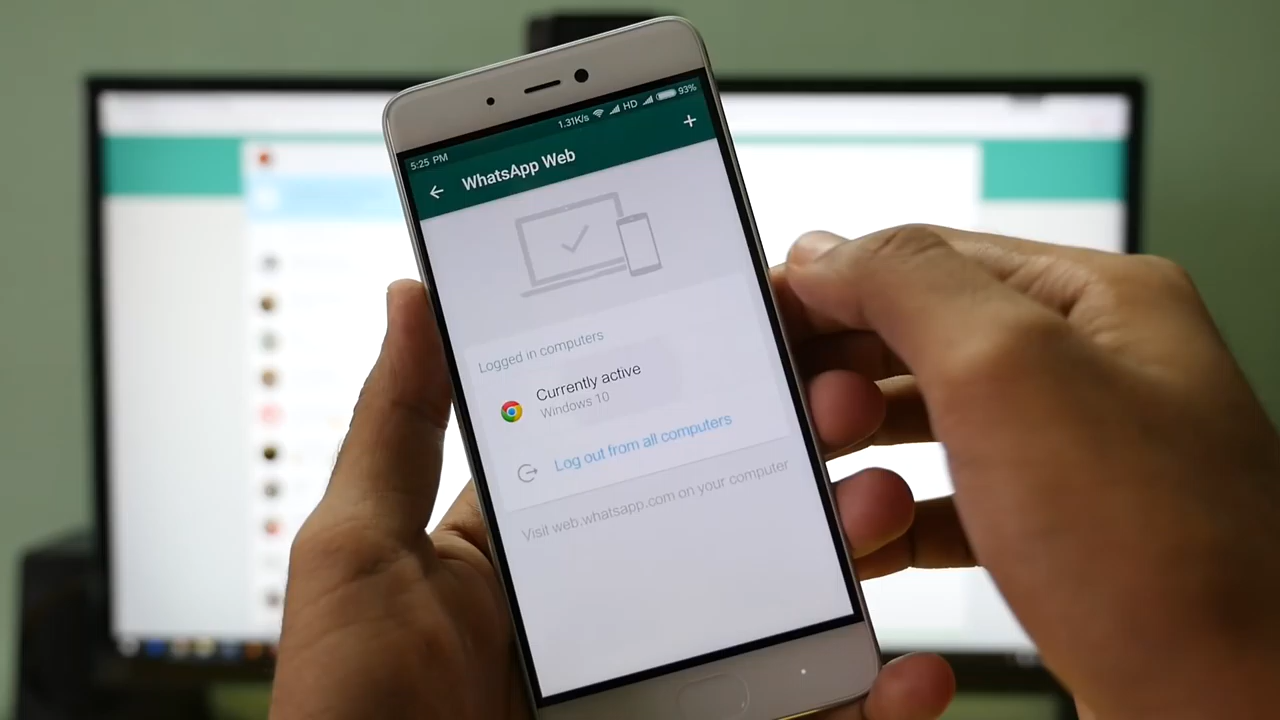 5:25 PM 1.31K/s HD 93%
WhatsApp Web
Logged in computers
Currently active
Windows 10
Log out from all computers
Visit web.whatsapp.com on your computer